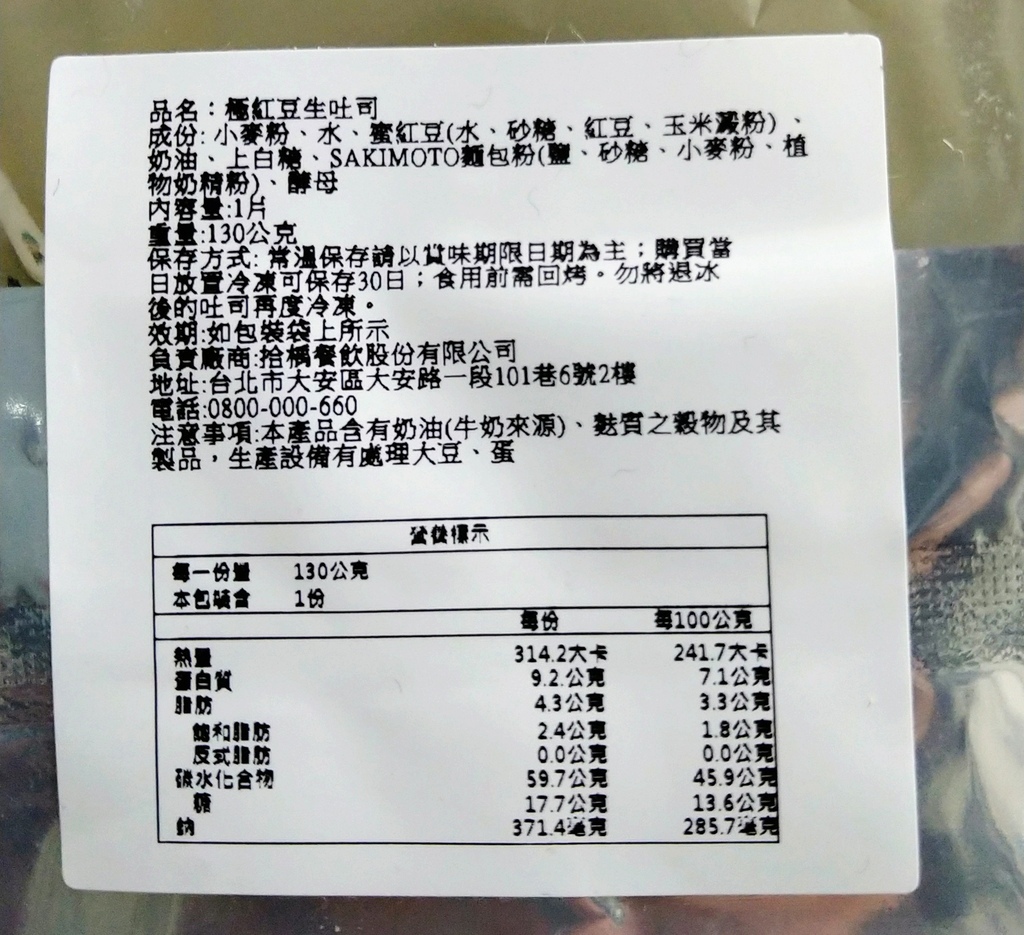 品名：極紅豆生吐司
成份: 小麥粉、水、蜜紅豆(水、砂糖、紅豆、玉米澱粉)、
奶油、上白糖、SAKIMOTO麵包粉(鹽、砂糖、小麥粉、植
物奶精粉)、酵母
內容量:1片
重量:130公克
保存方式: 常溫保存請以賞味期限日期為主；購買當
日放置冷凍可保存30日；食用前需回烤。勿將退冰
後的吐司再度冷凍。
效期:如包裝袋上所示
負責廠商:拾楀餐飲股份有限公司
地址:台北市大安區大安路一段101巷6號2樓
電話:0800-000-660
注意事項:本產品含有奶油(牛奶來源)、麩質之穀物及其
製品，生產設備有處理大豆、蛋
營養標示
每一份量 130公克
本包裝含 1份
每份 每100公克
熱量 314.2大卡 241.7大卡
蛋白質 9.2公克 7.1公克
脂肪 4.3公克 3.3公克
飽和脂肪 2.4公克 1.8公克
反式脂肪 0.0公克 0.0公克
碳水化合物 59.7公克 45.9公克
糖 17.7公克 13.6公克
鈉 371.4毫克 285.7毫克